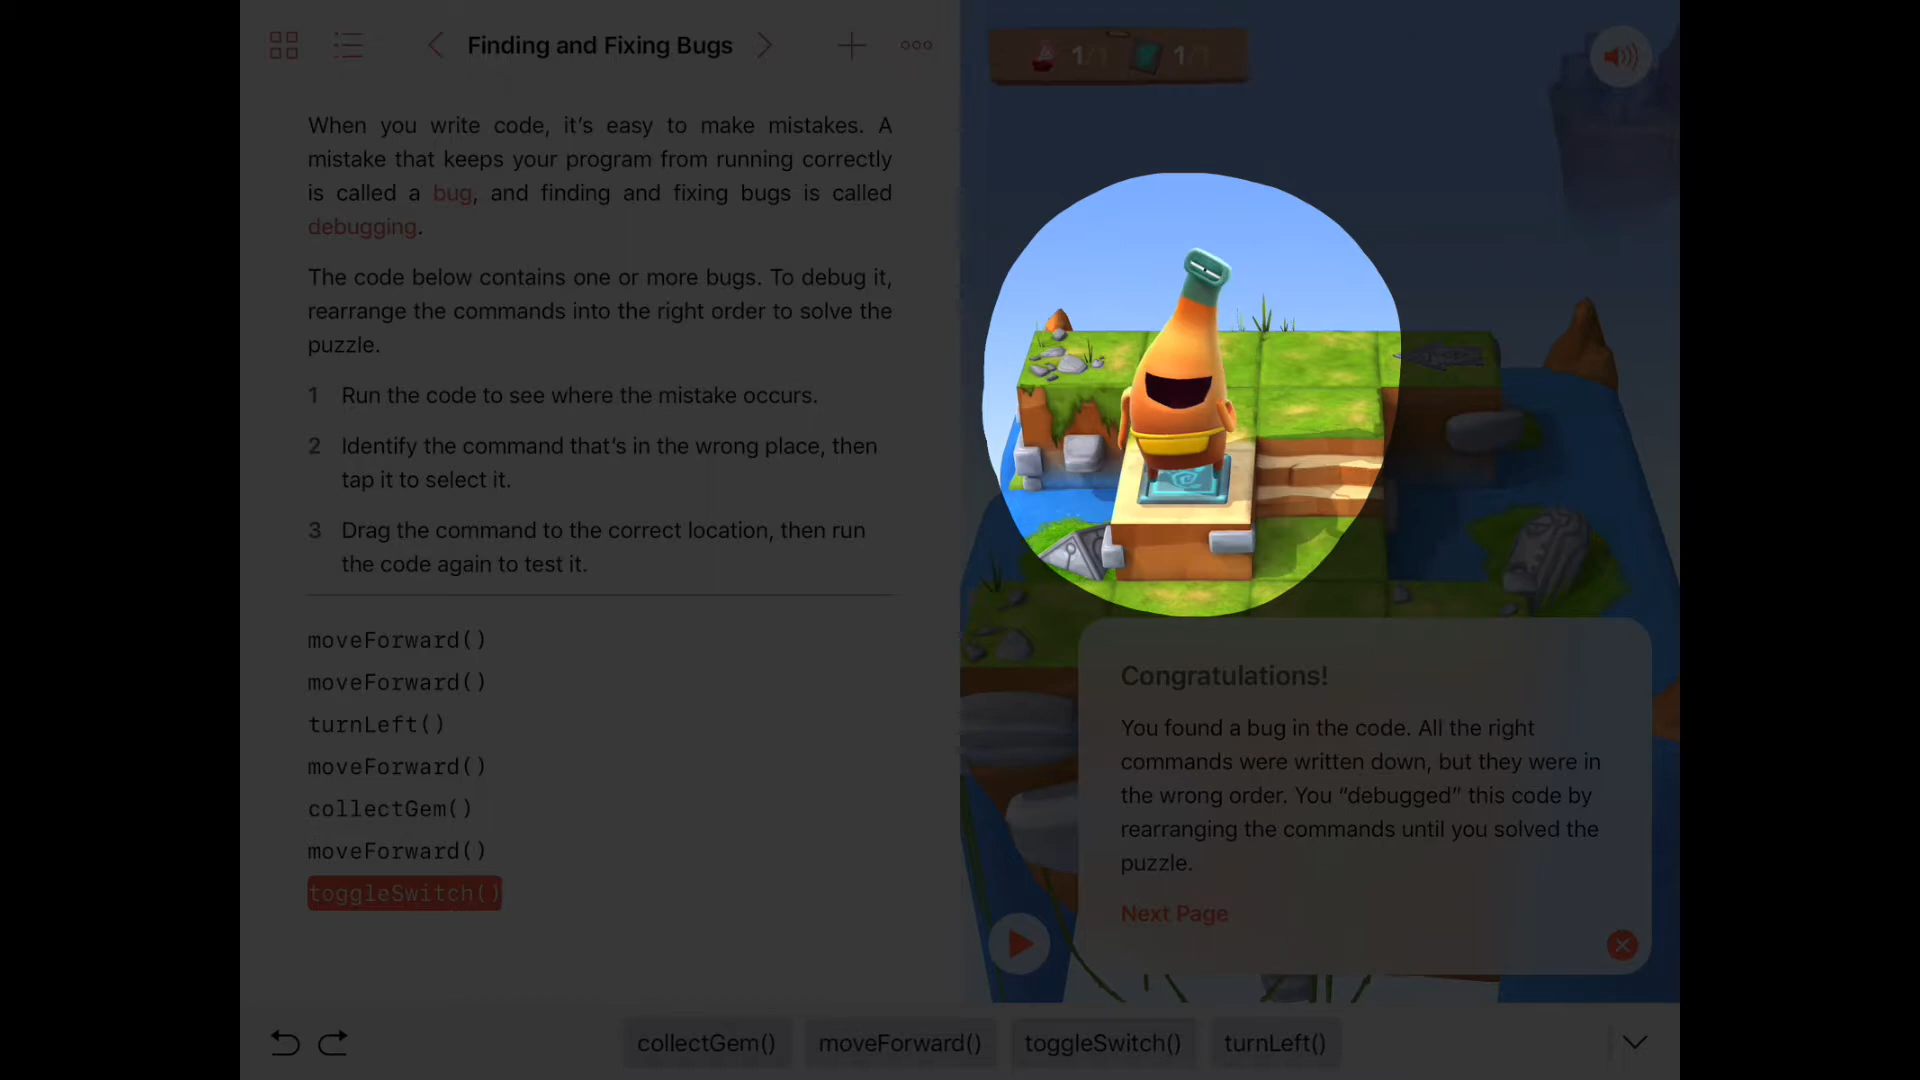 Finding and Fixing Bugs
1/1 1/1
When you write code, it’s easy to make mistakes. A
mistake that keeps your program from running correctly
is called a bug, and finding and fixing bugs is called
debugging.
The code below contains one or more bugs. To debug it,
rearrange the commands into the right order to solve the
puzzle.
1 Run the code to see where the mistake occurs.
2 Identify the command that’s in the wrong place, then
tap it to select it.
3 Drag the command to the correct location, then run
the code again to test it.
moveForward()
moveForward()
turnLeft()
moveForward()
collectGem()
moveForward()
toggleSwitch()
Congratulations!
You found a bug in the code. All the right
commands were written down, but they were in
the wrong order. You “debugged” this code by
rearranging the commands until you solved the
puzzle.
Next Page
collectGem() moveForward() toggleSwitch() turnLeft()